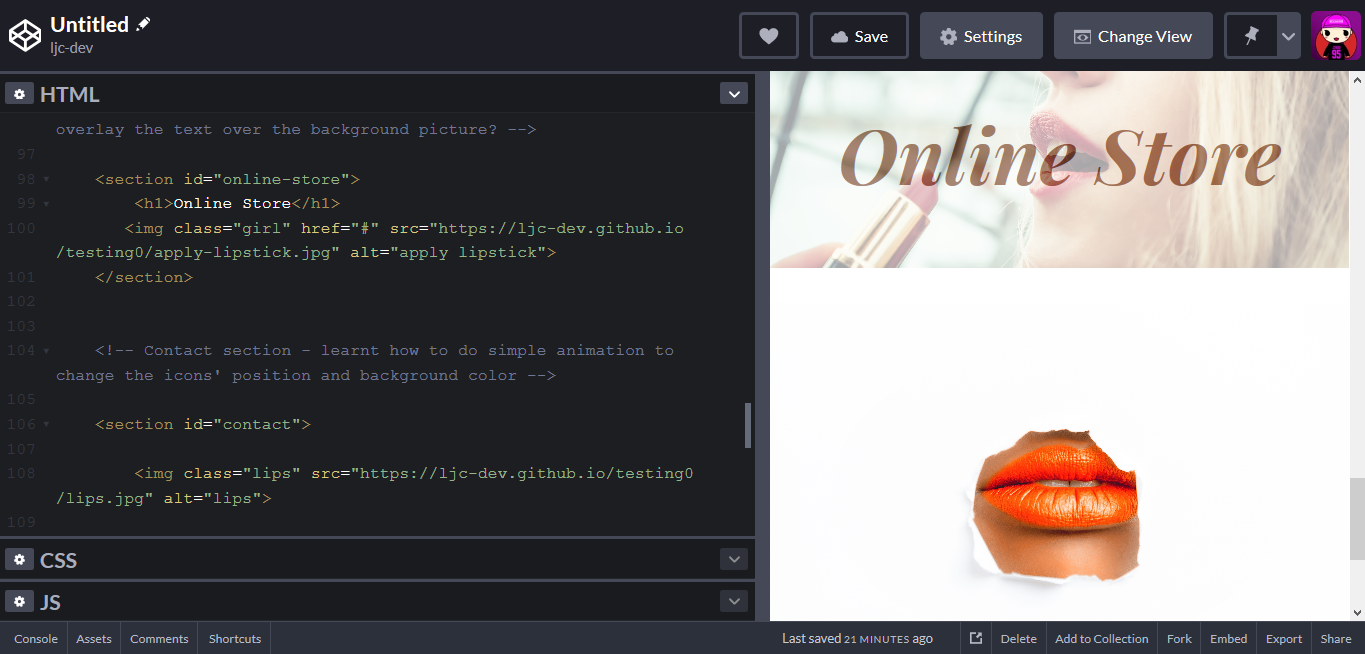 Untitled
ljc-dev
Save
Settings
Change View
95
HTML
overlay the text over the background picture? -->
97
98 <section id="online-store">
99 <h1>Online Store</h1>
100 <img class="girl" href="#" src="https://ljc-dev.github.io
/testing0/apply-lipstick.jpg" alt="apply lipstick">
101 </section>
102
103
104 <!-- Contact section - learnt how to do simple animation to
change the icons' position and background color -->
105
106 <section id="contact">
107
108 <img class="lips" src="https://ljc-dev.github.io/testing0
/lips.jpg" alt="lips">
109
CSS
JS
Online Store
Console Assets Comments Shortcuts
Last saved 21 MINUTES ago
Delete Add to Collection Fork Embed Export Share